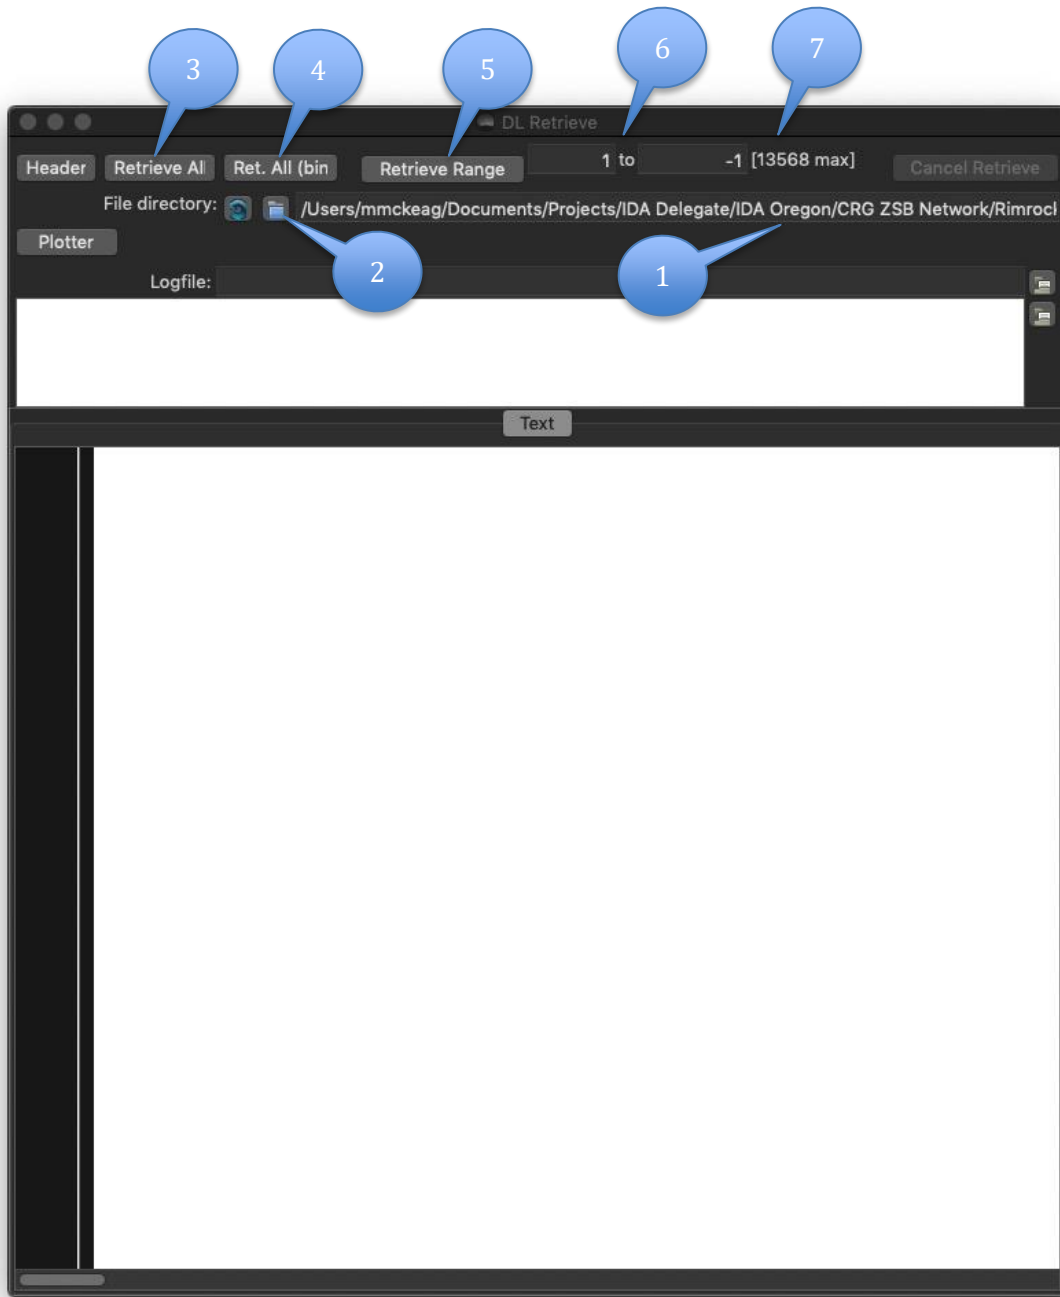 3 4 5 6 7
DL Retrieve
Header Retrieve Al Ret. All (bin Retrieve Range 1 to -1 [13568 max] Cancel Retrieve
File directory: /Users/mmckeag/Documents/Projects/IDA Delegate/IDA Oregon/CRG ZSB Network/Rimrocl
Plotter
2 1
Logfile:
Text